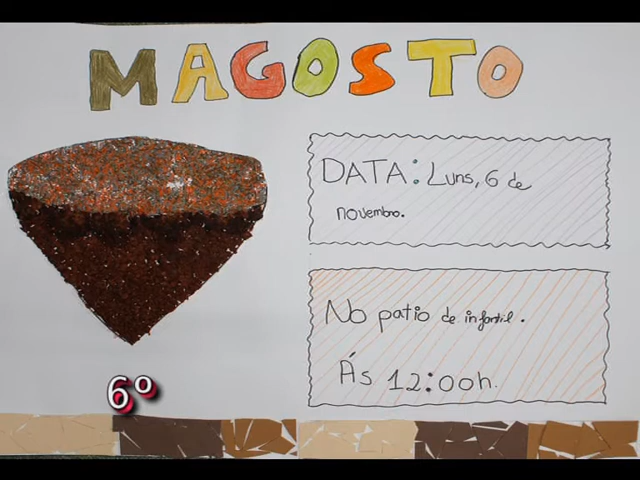 MAGOSTO
DATA: Luns, 6 de
novembro.
No patio de infantil.
Ás 12:00h.
6º